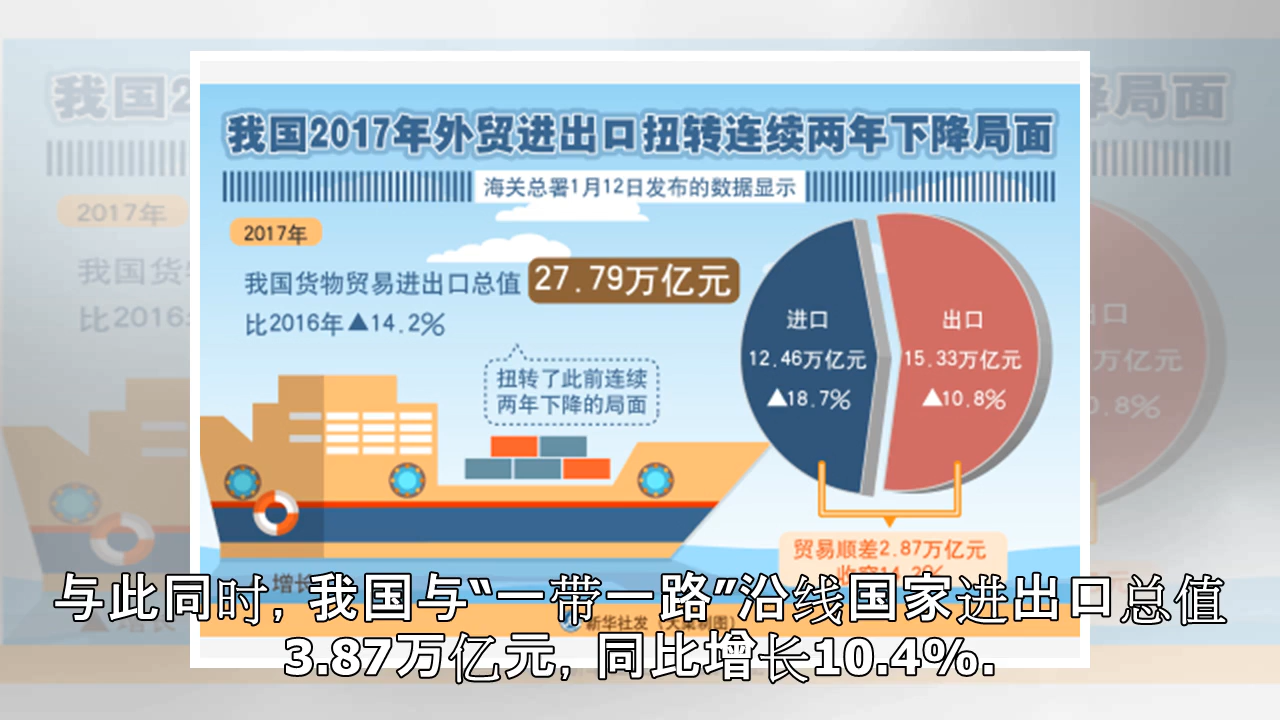 我国2017年外贸进出口扭转连续两年下降局面
海关总署1月12日发布的数据显示
2017年
我国货物贸易进出口总值 27.79万亿元
比2016年▲14.2%
扭转了此前连续
两年下降的局面
进口
12.46万亿元
▲18.7%
出口
15.33万亿元
▲10.8%
贸易顺差2.87万亿元
收窄14.2%
增长
新华社发
与此同时,我国与“一带一路”沿线国家进出口总值
3.87万亿元,同比增长10.4%.